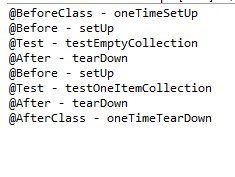 @BeforeClass - oneTimeSetUp
@Before - setUp
@Test - testEmptyCollection
@After - tearDown
@Before - setUp
@Test - testOneItemCollection
@After - tearDown
@AfterClass - oneTimeTearDown